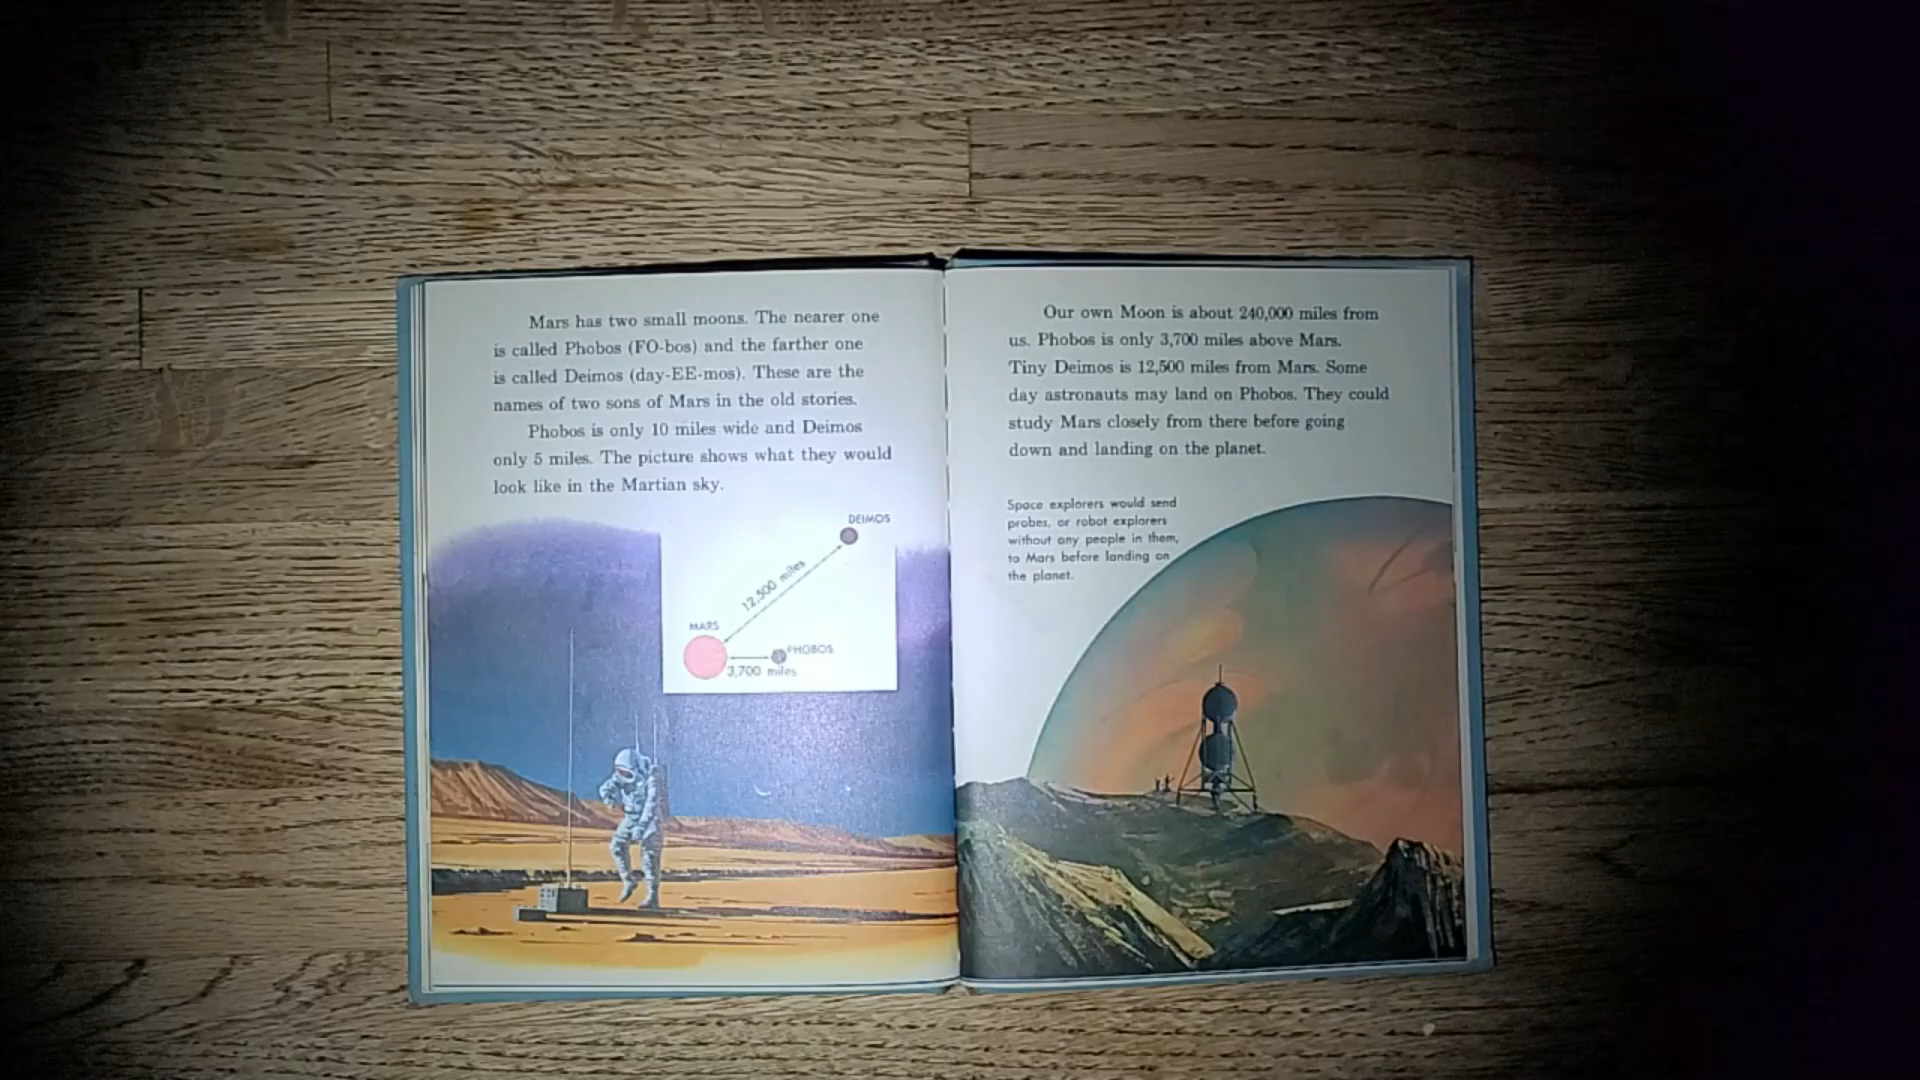 Mars has two small moons. The nearer one
is called Phobos (FO-bos) and the farther one
is called Deimos (day-EE-mos). These are the
names of two sons of Mars in the old stories.
Phobos is only 10 miles wide and Deimos
only 5 miles. The picture shows what they would
look like in the Martian sky.
DEIMOS
12,500 miles
MARS
PHOBOS
3,700 miles
Our own Moon is about 240,000 miles from
us. Phobos is only 3,700 miles above Mars.
Tiny Deimos is 12,500 miles from Mars. Some
day astronauts may land on Phobos. They could
study Mars closely from there before going
down and landing on the planet.
Space explorers would send
probes, or robot explorers
without any people in them,
to Mars before landing on
the planet.